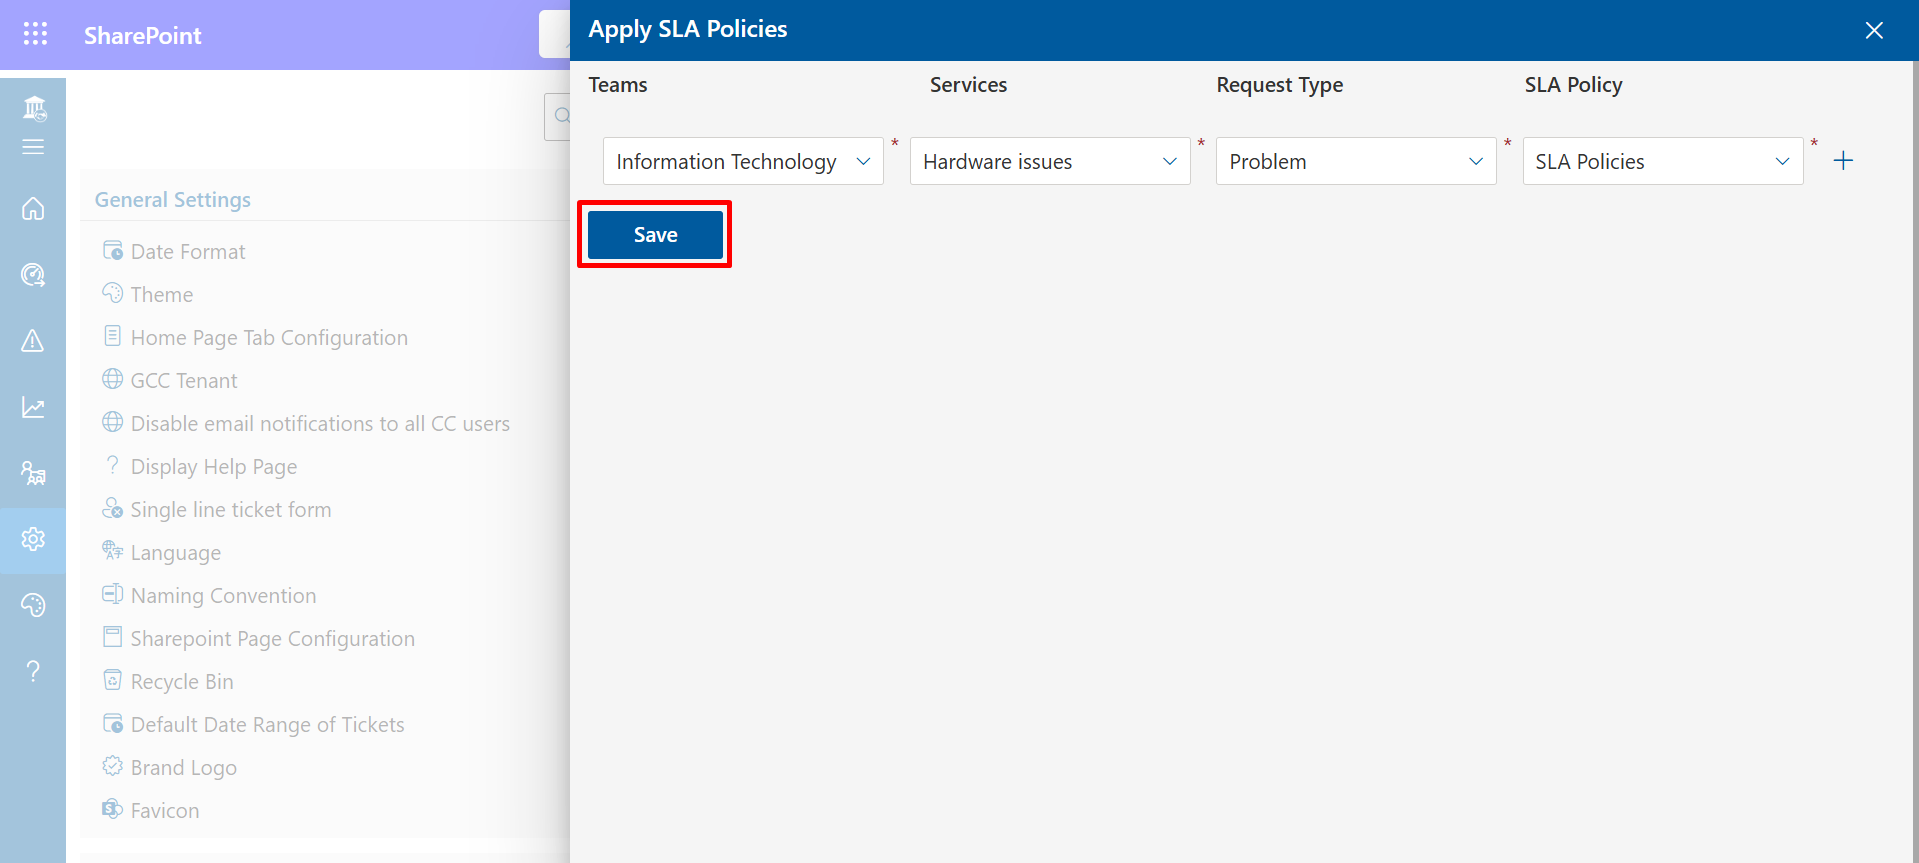 SharePoint
Apply SLA Policies
Teams Services Request Type SLA Policy
Information Technology * Hardware issues * Problem * SLA Policies *
Save
General Settings
Date Format
Theme
Home Page Tab Configuration
GCC Tenant
Disable email notifications to all CC users
Display Help Page
Single line ticket form
Language
Naming Convention
Sharepoint Page Configuration
Recycle Bin
Default Date Range of Tickets
Brand Logo
Favicon